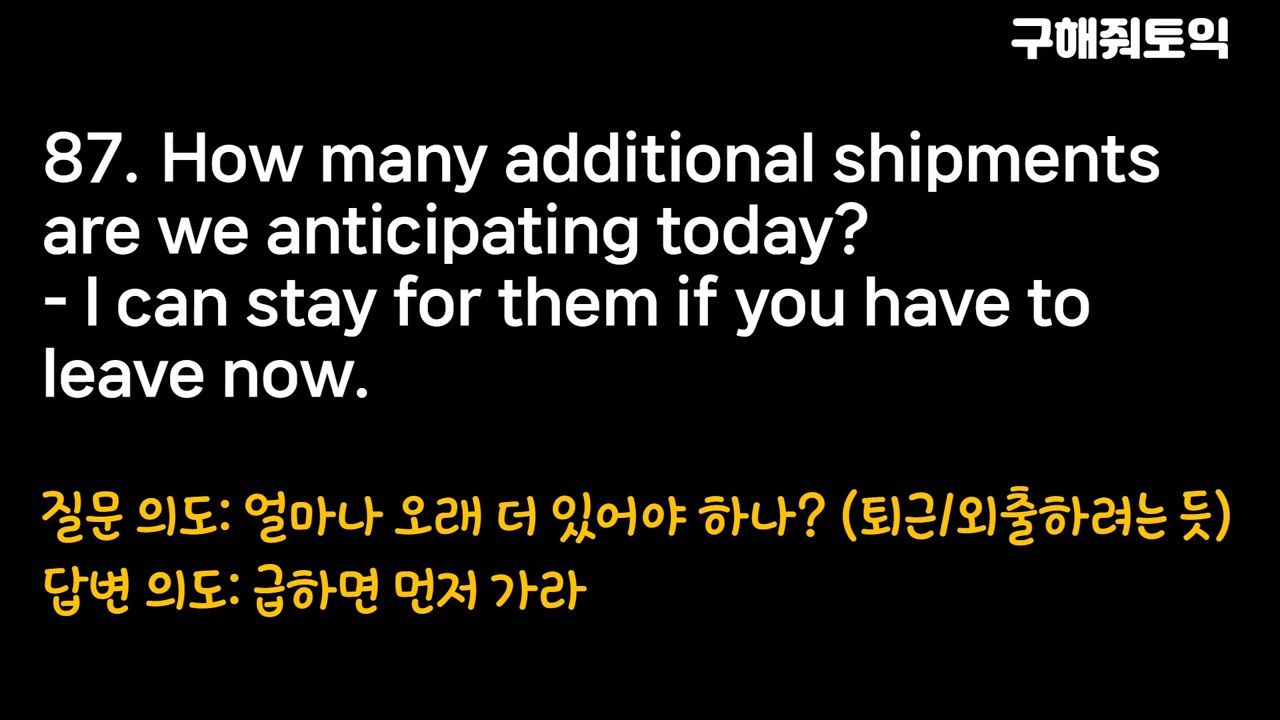 구해줘토익
87. How many additional shipments
are we anticipating today?
- I can stay for them if you have to
leave now.
질문 의도: 얼마나 오래 더 있어야 하나? (퇴근/외출하려는 듯)
답변 의도: 급하면 먼저 가라